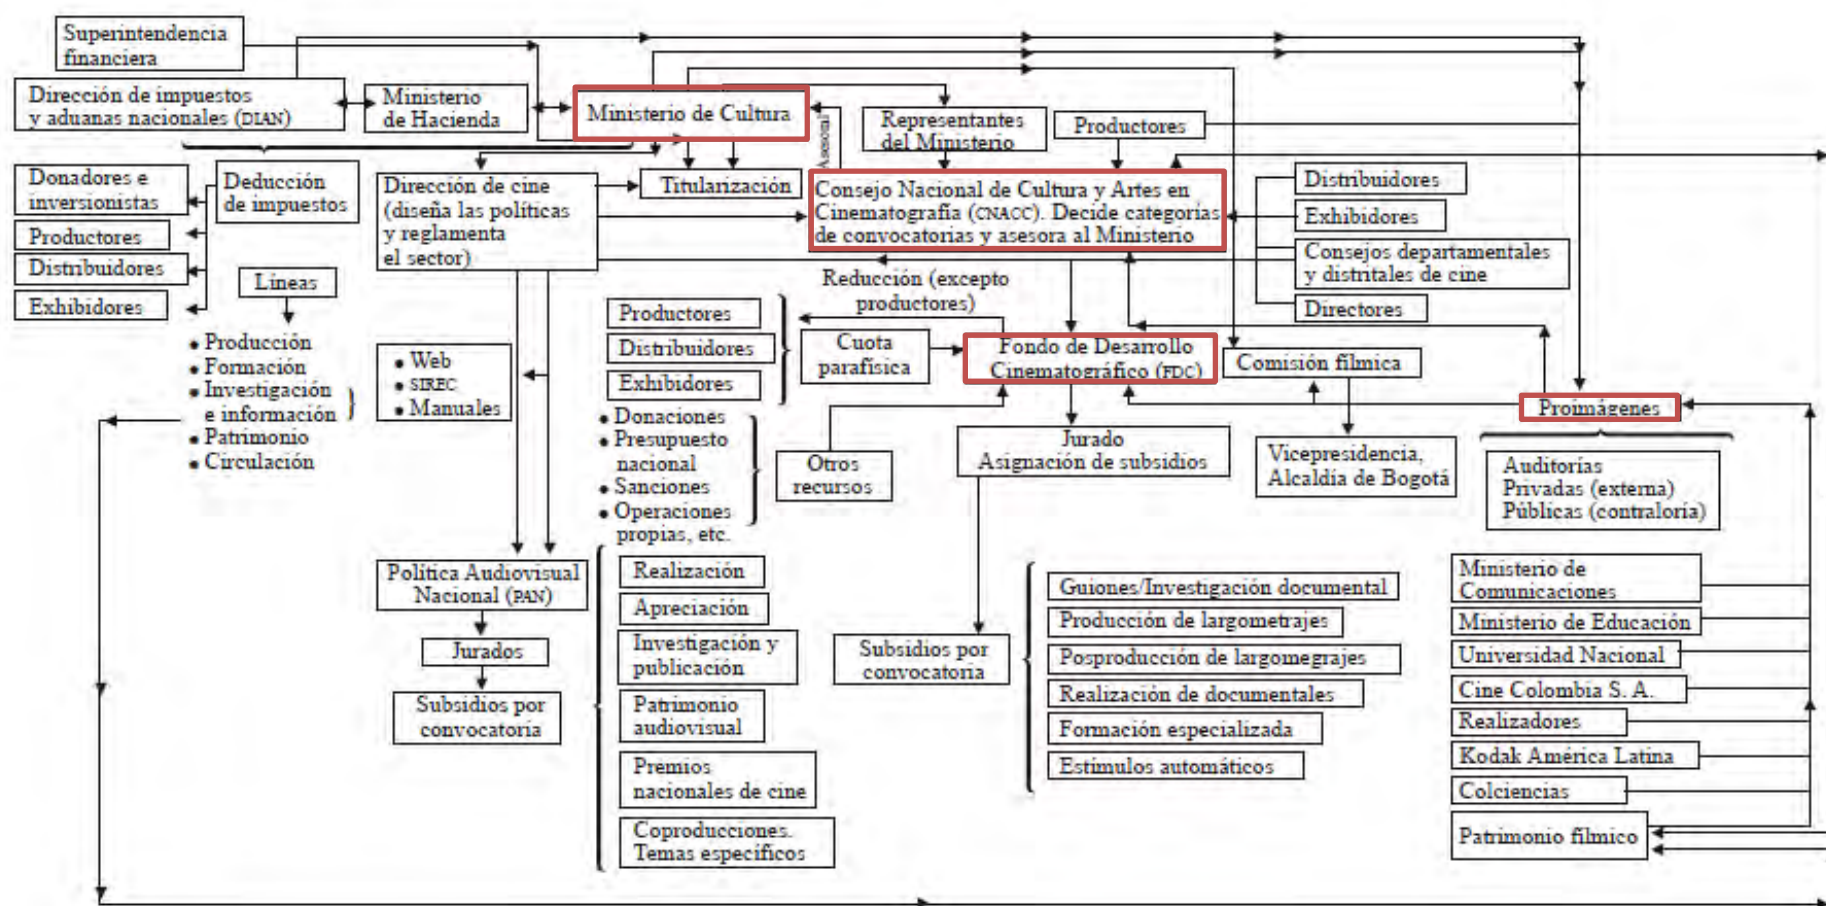 Superintendencia
financiera
Dirección de impuestos
y aduanas nacionales (DIAN)
Ministerio
de Hacienda
Ministerio de Cultura
Asesora
Representantes
del Ministerio
Productores
Donadores e
inversionistas
Productores
Distribuidores
Exhibidores
Deducción
de impuestos
Dirección de cine
(diseña las políticas
y reglamenta
el sector)
Titularización
Consejo Nacional de Cultura y Artes en
Cinematografía (CNACC). Decide categorías
de convocatorias y asesora al Ministerio
Distribuidores
Exhibidores
Consejos departamentales
y distritales de cine
Directores
Líneas
• Producción
• Formación
• Investigación
e información
• Patrimonio
• Circulación
• Web
• SIREC
• Manuales
Reducción (excepto
productores)
Productores
Distribuidores
Exhibidores
Cuota
parafísica
Fondo de Desarrollo
Cinematográfico (FDC)
Comisión fílmica
Proimágenes
• Donaciones
• Presupuesto
nacional
• Sanciones
• Operaciones
propias, etc.
Otros
recursos
Jurado
Asignación de subsidios
Vicepresidencia,
Alcaldía de Bogotá
Auditorías
Privadas (externa)
Públicas (contraloría)
Política Audiovisual
Nacional (PAN)
Jurados
Subsidios por
convocatoria
Realización
Apreciación
Investigación y
publicación
Patrimonio
audiovisual
Premios
nacionales de cine
Coproducciones.
Temas específicos
Subsidios por
convocatoria
Guiones/Investigación documental
Producción de largometrajes
Posproducción de largomegrajes
Realización de documentales
Formación especializada
Estímulos automáticos
Ministerio de
Comunicaciones
Ministerio de Educación
Universidad Nacional
Cine Colombia S. A.
Realizadores
Kodak América Latina
Colciencias
Patrimonio fílmico